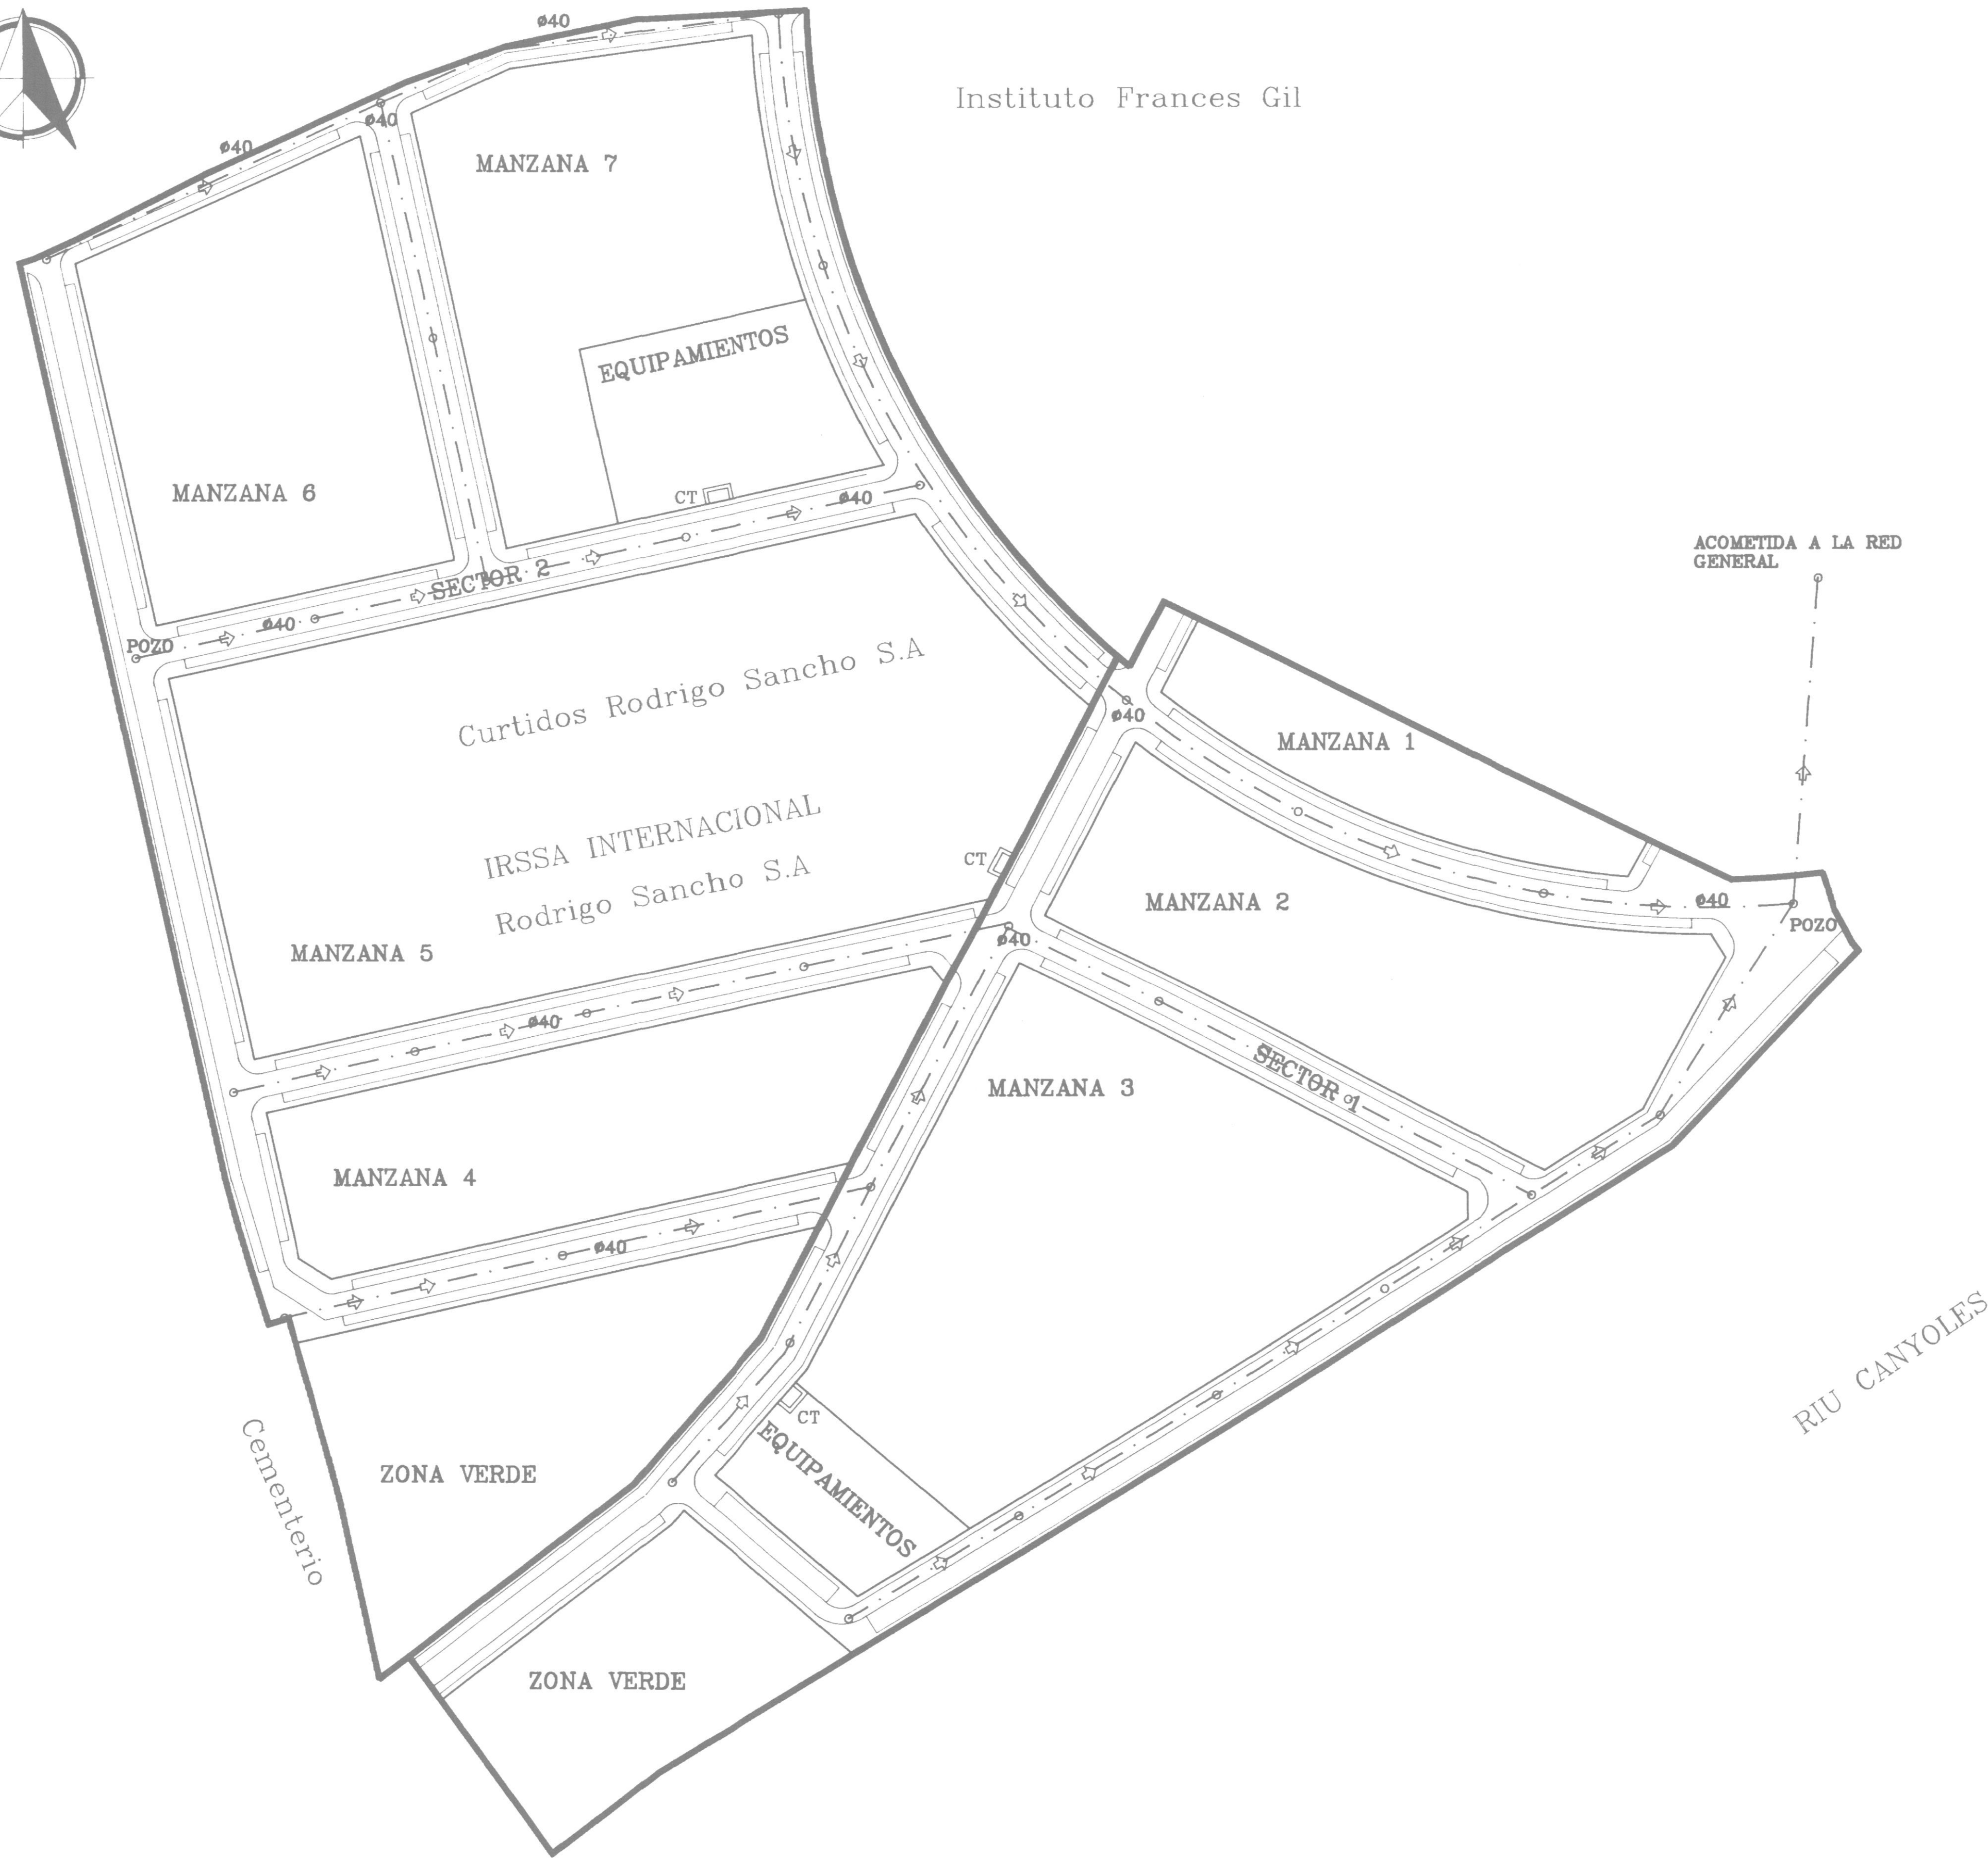 ø40
Instituto Frances Gil
ø40
ø40
MANZANA 7
EQUIPAMIENTOS
MANZANA 6
CT
ø40
ACOMETIDA A LA RED
GENERAL
SECTOR 2
ø40
POZO
Curtidos Rodrigo Sancho S.A
ø40
MANZANA 1
IRSSA INTERNACIONAL
Rodrigo Sancho S.A
CT
MANZANA 2
ø40
POZO
MANZANA 5
ø40
ø40
SECTOR 1
MANZANA 3
MANZANA 4
ø40
RIU CANYOLES
CT
EQUIPAMIENTOS
Cementerio
ZONA VERDE
ZONA VERDE